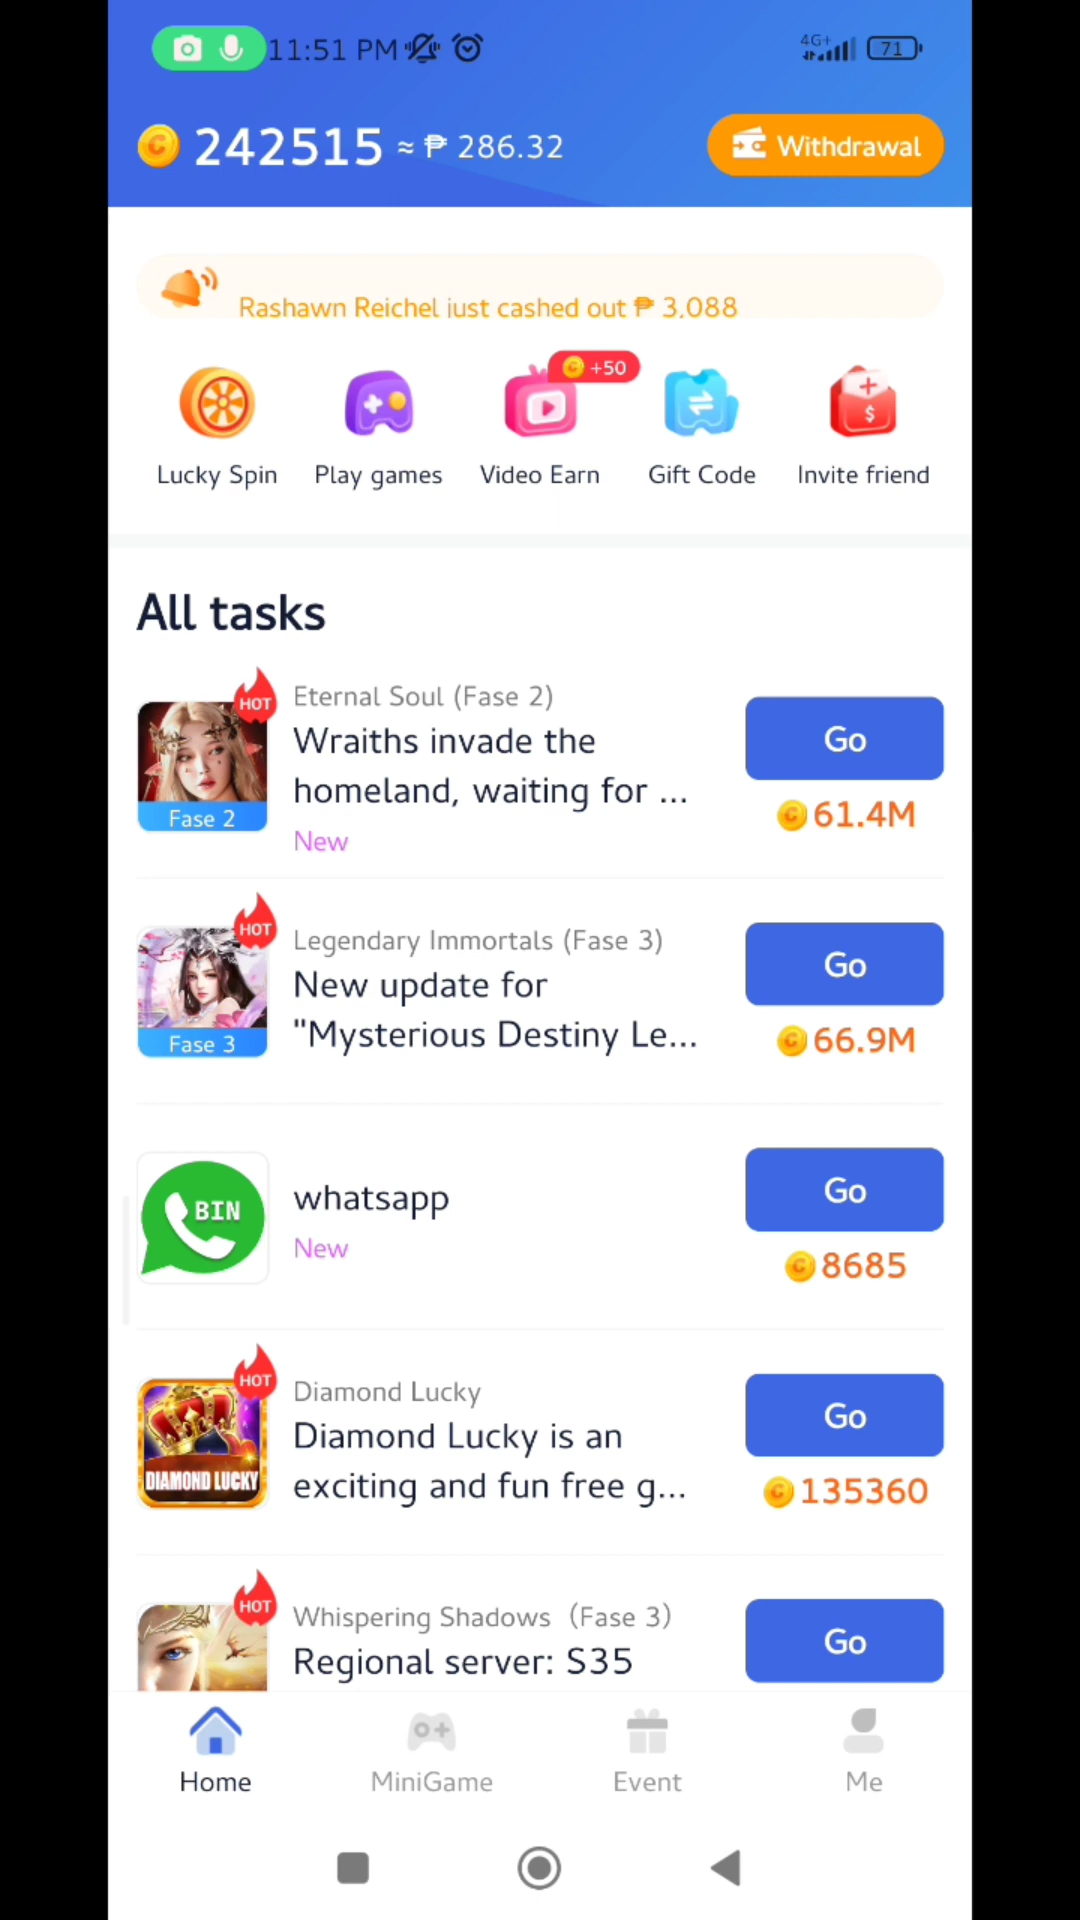 11:51 PM
4G+
71
242515 ≈ ₱ 286.32
Withdrawal
Rashawn Reichel just cashed out ₱ 3,088
+50
Lucky Spin
Play games
Video Earn
Gift Code
Invite friend
All tasks
HOT
Fase 2
Eternal Soul (Fase 2)
Wraiths invade the
homeland, waiting for ...
New
Go
61.4M
HOT
Fase 3
Legendary Immortals (Fase 3)
New update for
"Mysterious Destiny Le...
Go
66.9M
BIN
whatsapp
New
Go
8685
HOT
DIAMOND LUCKY
Diamond Lucky
Diamond Lucky is an
exciting and fun free g...
Go
135360
HOT
Whispering Shadows（Fase 3）
Regional server: S35
Go
Home
MiniGame
Event
Me